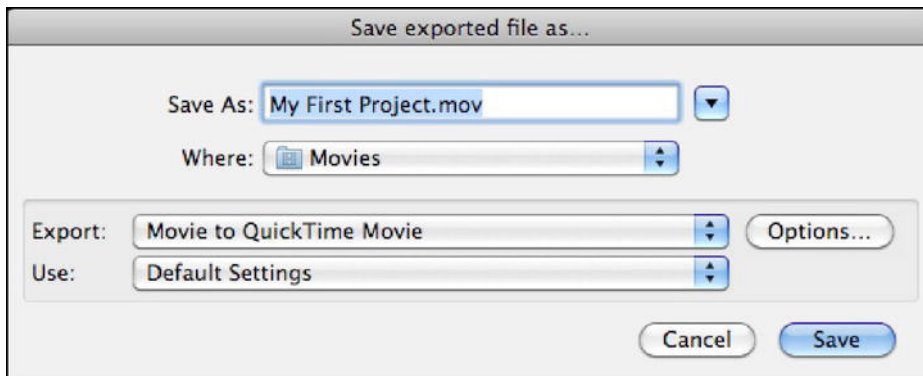 Save exported file as...
Save As: My First Project.mov
Where: Movies
Export: Movie to QuickTime Movie Options...
Use: Default Settings
Cancel Save